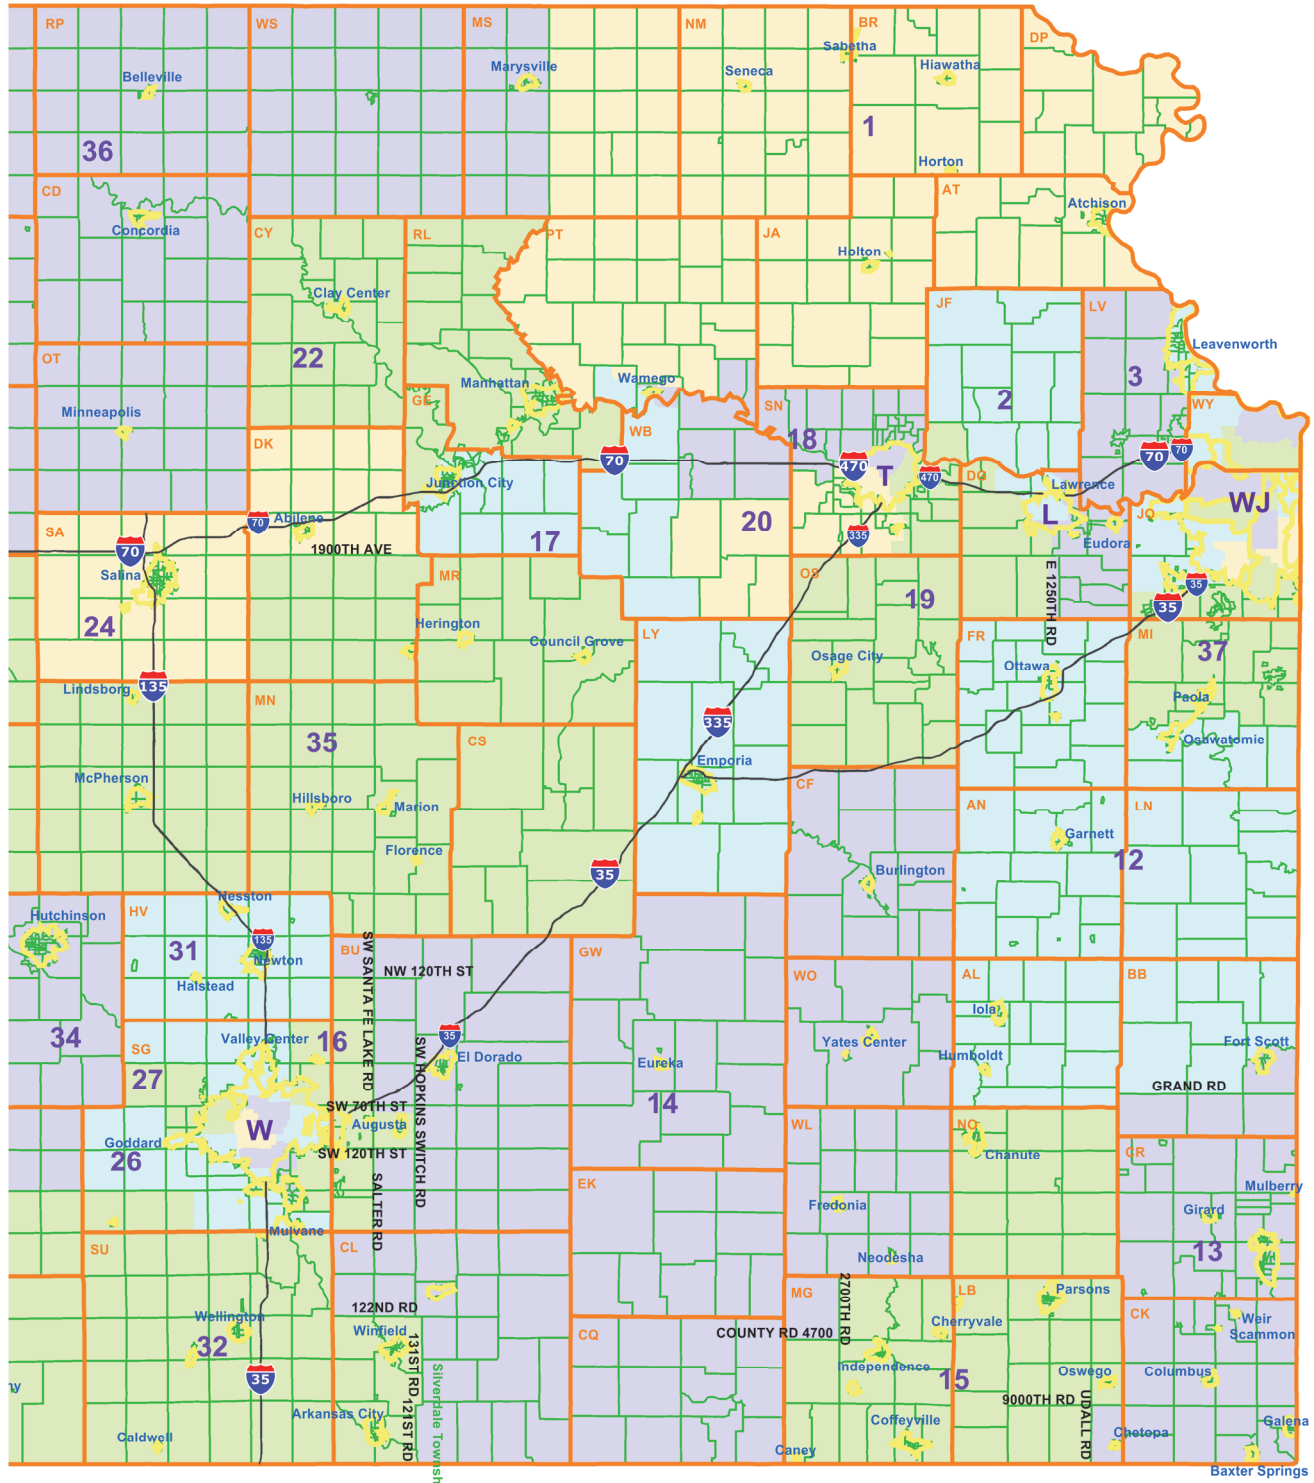 RP
WS
MS
NM
BR
DP
Belleville
Marysville
Seneca
Sabetha
Hiawatha
36
1
Horton
CD
AT
Atchison
Concordia
CY
RL
PT
JA
Holton
Clay Center
JF
LV
22
Leavenworth
OT
Manhattan
Wamego
3
2
GE
Minneapolis
SN
WY
DK
WB
18
70
470
T
470
70
70
Junction City
DG
Lawrence
L
WJ
SA
70
Abilene
17
20
335
JO
Eudora
70
1900TH AVE
Salina
MR
OS
E 1250TH RD
35
35
24
Herington
Council Grove
LY
19
FR
MI
37
Osage City
Ottawa
Lindsborg
135
MN
Paola
335
35
CS
Osawatomie
Emporia
McPherson
CF
Hillsboro
Marion
AN
LN
Garnett
Florence
12
35
Burlington
Hesston
Hutchinson
HV
135
31
BU
SW SANTA FE LAKE RD
NW 120TH ST
GW
Newton
Halstead
WO
AL
BB
34
SG
Valley Center
16
35
Iola
El Dorado
Eureka
Yates Center
Humboldt
Fort Scott
27
SW HOPKINS SWITCH RD
GRAND RD
SW 70TH ST
14
W
Augusta
WL
NO
Goddard
26
SW 120TH ST
Chanute
CR
SALTER RD
EK
Mulberry
Fredonia
Girard
Mulvane
SU
CL
Neodesha
13
MG
2700TH RD
LB
Parsons
122ND RD
Wellington
32
Winfield
CQ
COUNTY RD 4700
Cherryvale
CK
Weir
Scammon
131ST RD
Silverdale Townsh
35
Independence
15
Oswego
Columbus
ny
121ST RD
9000TH RD
UDALL RD
Arkansas City
Caldwell
Coffeyville
Caney
Chetopa
Galena
Baxter Springs